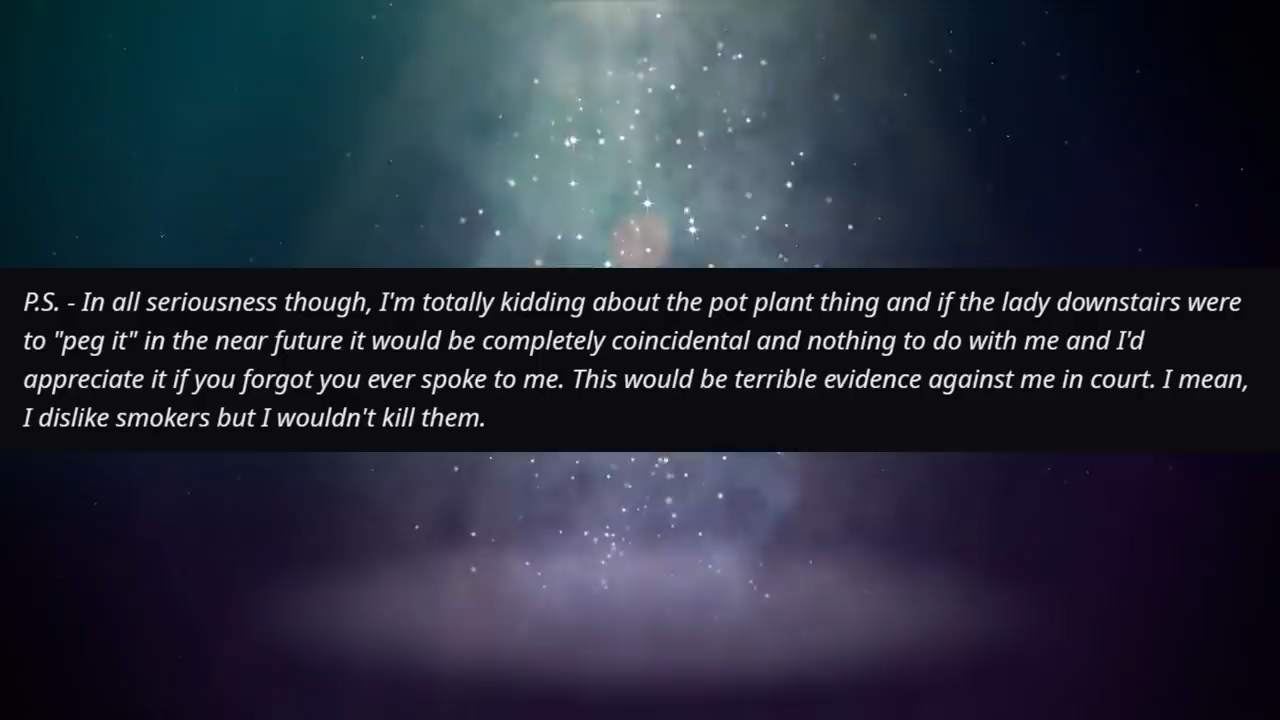 P.S. - In all seriousness though, I'm totally kidding about the pot plant thing and if the lady downstairs were
to "peg it" in the near future it would be completely coincidental and nothing to do with me and I'd
appreciate it if you forgot you ever spoke to me. This would be terrible evidence against me in court. I mean,
I dislike smokers but I wouldn't kill them.